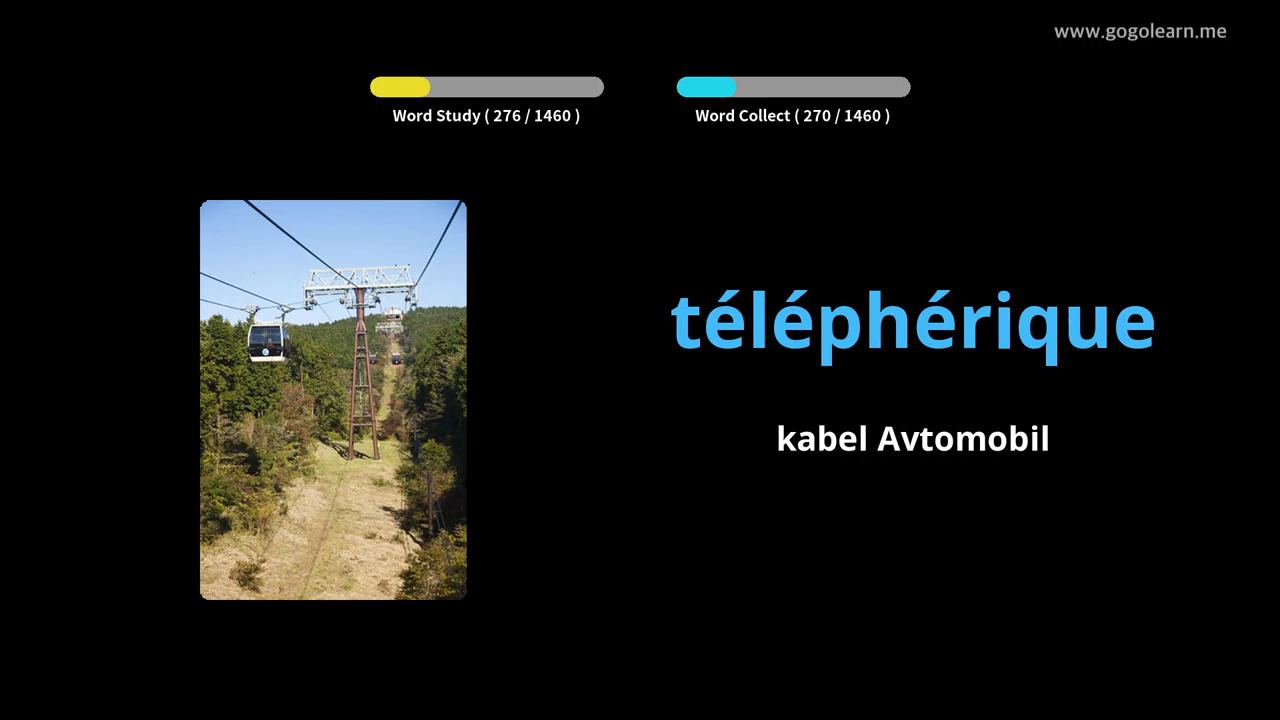 www.gogolearn.me
Word Study ( 276 / 1460 )
Word Collect ( 270 / 1460 )
téléphérique
kabel Avtomobil